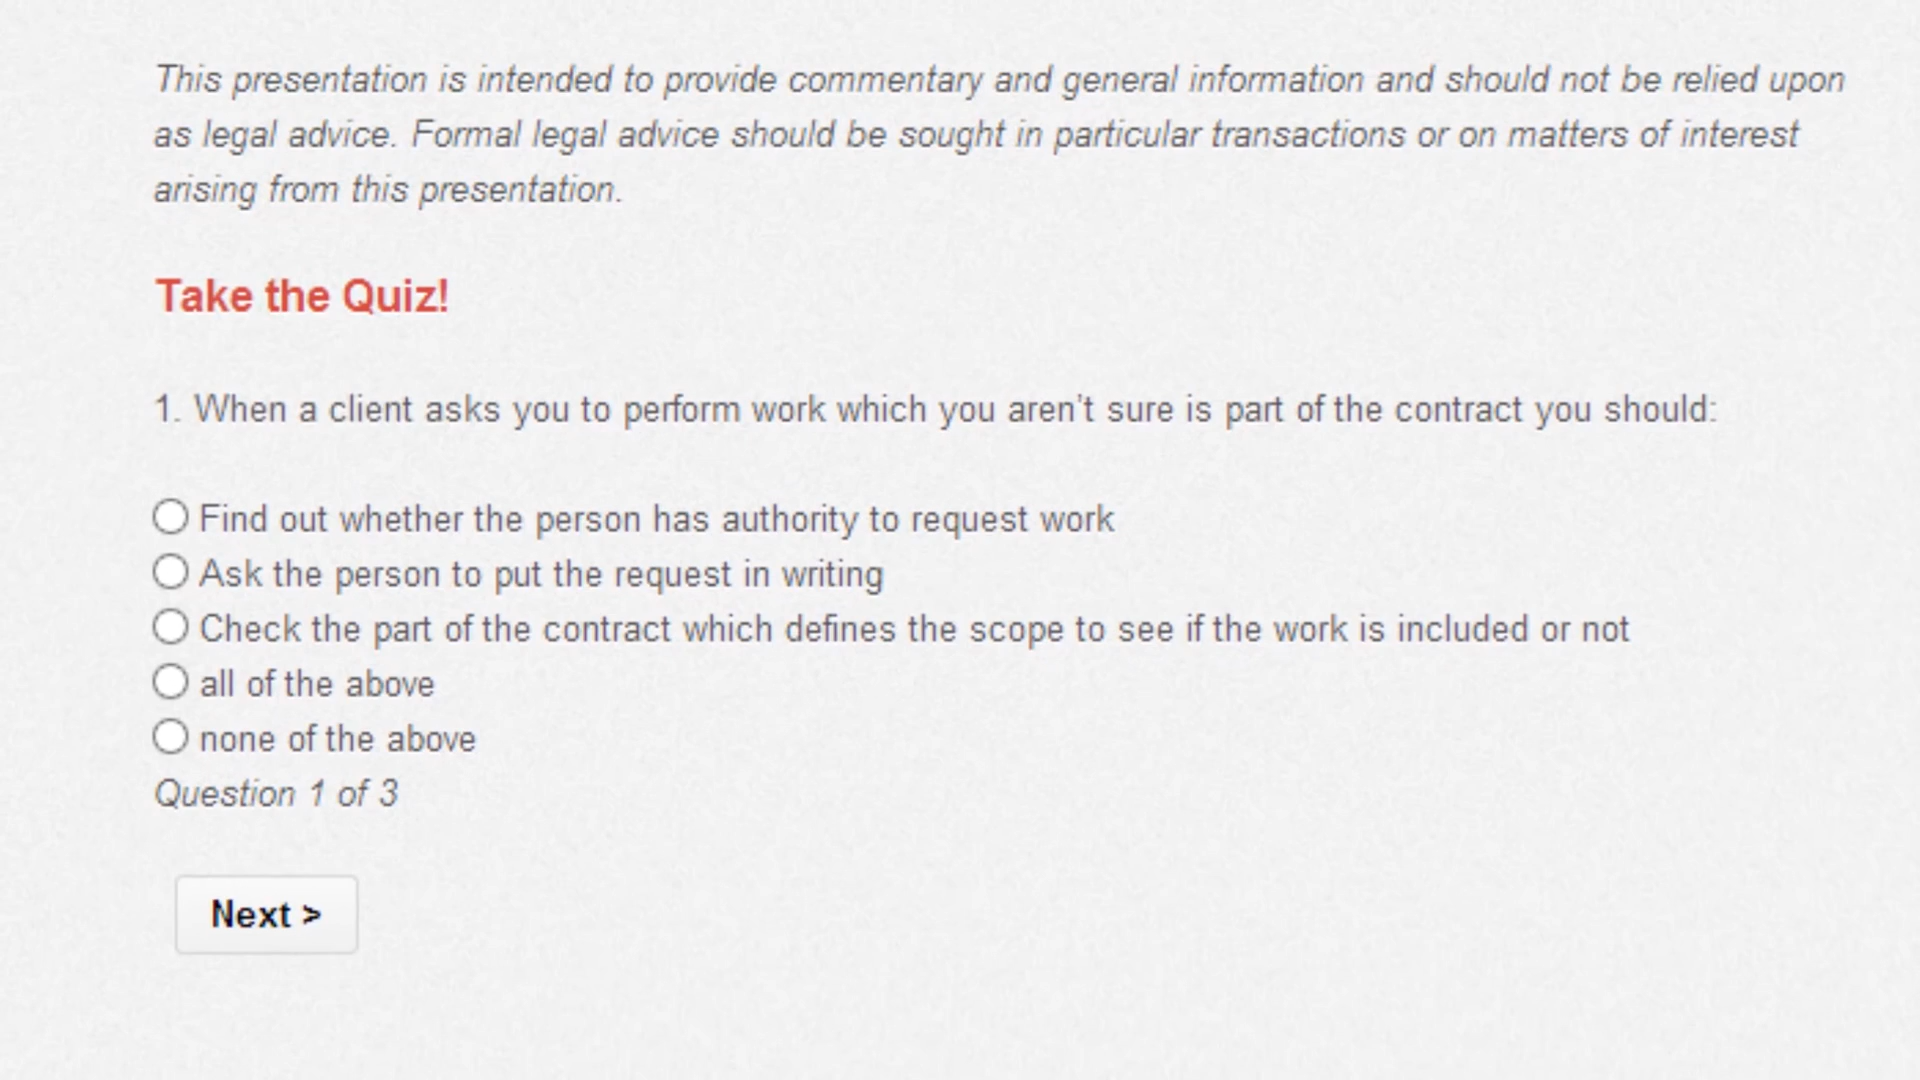 This presentation is intended to provide commentary and general information and should not be relied upon
as legal advice. Formal legal advice should be sought in particular transactions or on matters of interest
arising from this presentation.
Take the Quiz!
1. When a client asks you to perform work which you aren't sure is part of the contract you should:
Find out whether the person has authority to request work
Ask the person to put the request in writing
Check the part of the contract which defines the scope to see if the work is included or not
all of the above
none of the above
Question 1 of 3
Next >